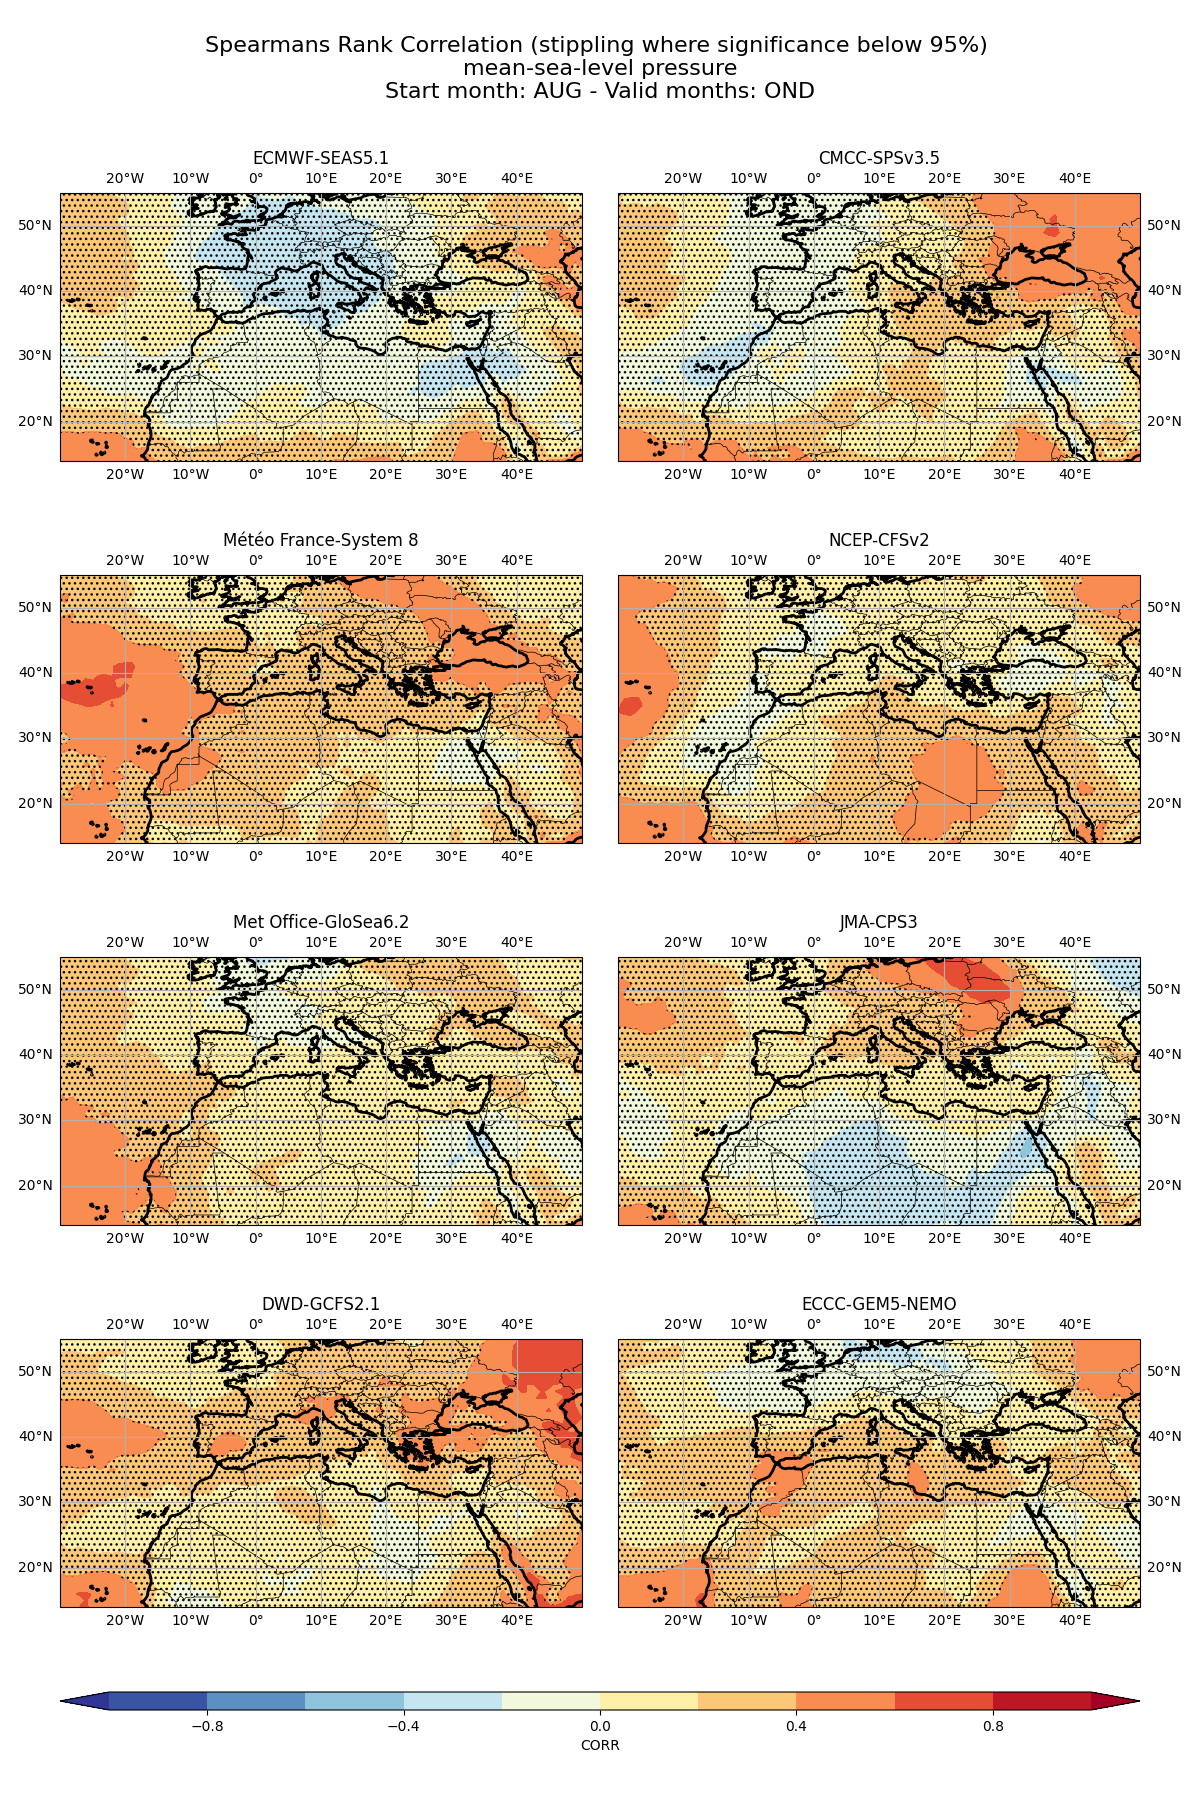 Spearmans Rank Correlation (stippling where significance below 95%)
mean-sea-level pressure
Start month: AUG - Valid months: OND
ECMWF-SEAS5.1
CMCC-SPSv3.5
20°W 10°W 0° 10°E 20°E 30°E 40°E
20°W 10°W 0° 10°E 20°E 30°E 40°E
50°N
50°N
40°N
40°N
30°N
30°N
20°N
20°N
20°W 10°W 0° 10°E 20°E 30°E 40°E
20°W 10°W 0° 10°E 20°E 30°E 40°E
Météo France-System 8
NCEP-CFSv2
20°W 10°W 0° 10°E 20°E 30°E 40°E
20°W 10°W 0° 10°E 20°E 30°E 40°E
50°N
50°N
40°N
40°N
30°N
30°N
20°N
20°N
20°W 10°W 0° 10°E 20°E 30°E 40°E
20°W 10°W 0° 10°E 20°E 30°E 40°E
Met Office-GloSea6.2
JMA-CPS3
20°W 10°W 0° 10°E 20°E 30°E 40°E
20°W 10°W 0° 10°E 20°E 30°E 40°E
50°N
50°N
40°N
40°N
30°N
30°N
20°N
20°N
20°W 10°W 0° 10°E 20°E 30°E 40°E
20°W 10°W 0° 10°E 20°E 30°E 40°E
DWD-GCFS2.1
ECCC-GEM5-NEMO
20°W 10°W 0° 10°E 20°E 30°E 40°E
20°W 10°W 0° 10°E 20°E 30°E 40°E
50°N
50°N
40°N
40°N
30°N
30°N
20°N
20°N
20°W 10°W 0° 10°E 20°E 30°E 40°E
20°W 10°W 0° 10°E 20°E 30°E 40°E
−0.8 −0.4 0.0 0.4 0.8
CORR